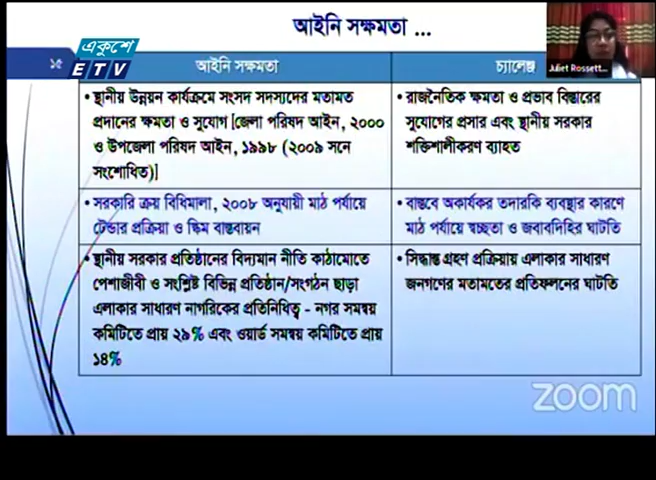 আইনি সক্ষমতা ...
একুশে
ETV
১৫
আইনি সক্ষমতা
চ্যালেঞ্জ
Juliet Rossett...
• স্থানীয় উন্নয়ন কার্যক্রমে সংসদ সদস্যদের মতামত
প্রদানের ক্ষমতা ও সুযোগ [জেলা পরিষদ আইন, ২০০০
ও উপজেলা পরিষদ আইন, ১৯৯৮ (২০০৯ সনে
সংশোধিত)]
• রাজনৈতিক ক্ষমতা ও প্রভাব বিস্তারের
সুযোগের প্রসার এবং স্থানীয় সরকার
শক্তিশালীকরণ ব্যাহত
• সরকারি ক্রয় বিধিমালা, ২০০৮ অনুযায়ী মাঠ পর্যায়ে
টেন্ডার প্রক্রিয়া ও স্কিম বাস্তবায়ন
• বাস্তবে অকার্যকর তদারকি ব্যবস্থার কারণে
মাঠ পর্যায়ে স্বচ্ছতা ও জবাবদিহির ঘাটতি
• স্থানীয় সরকার প্রতিষ্ঠানের বিদ্যমান নীতি কাঠামোতে
পেশাজীবী ও সংশ্লিষ্ট বিভিন্ন প্রতিষ্ঠান/সংগঠন ছাড়া
এলাকার সাধারণ নাগরিকের প্রতিনিধিত্ব - নগর সমন্বয়
কমিটিতে প্রায় ২৯% এবং ওয়ার্ড সমন্বয় কমিটিতে প্রায়
১৪%
• সিদ্ধান্ত গ্রহণ প্রক্রিয়ায় এলাকার সাধারণ
জনগণের মতামতের প্রতিফলনের ঘাটতি
zoom